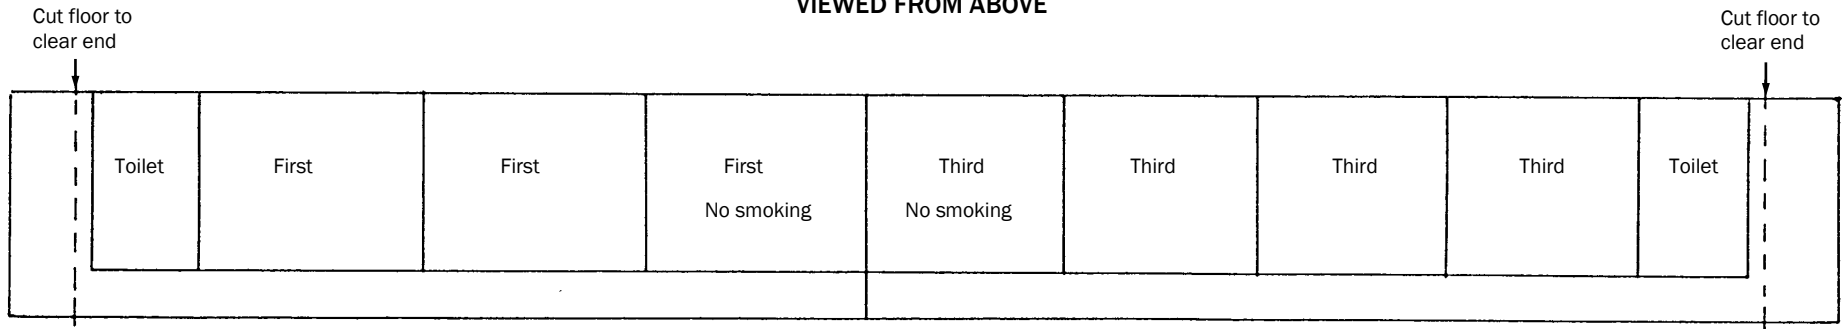 VIEWED FROM ABOVE
Cut floor to
clear end
Cut floor to
clear end
Toilet First First First Third Third Third Third Toilet
No smoking No smoking